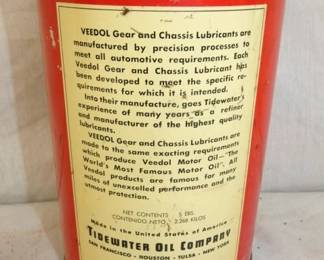 VEEDOL Gear and Chassis Lubricants are
manufactured by precision processes to
meet all automotive requirements. Each
Veedol Gear and Chassis Lubricant has
been developed to meet the specific re-
quirements for which it is intended.
Into their manufacture, goes Tidewater's
experience of many years as a refiner
and manufacturer of the highest quality
lubricants.
VEEDOL Gear and Chassis Lubricants are
made to the same exacting requirements
which produce Veedol Motor Oil—"The
World's Most Famous Motor Oil". All
Veedol products are famous for many
miles of unexcelled performance and the
utmost protection.
NET CONTENTS 5 LBS.
CONTENIDO NETO 2.268 KILOS
Made in the United States of America
TIDEWATER OIL COMPANY
SAN FRANCISCO - HOUSTON - TULSA - NEW YORK